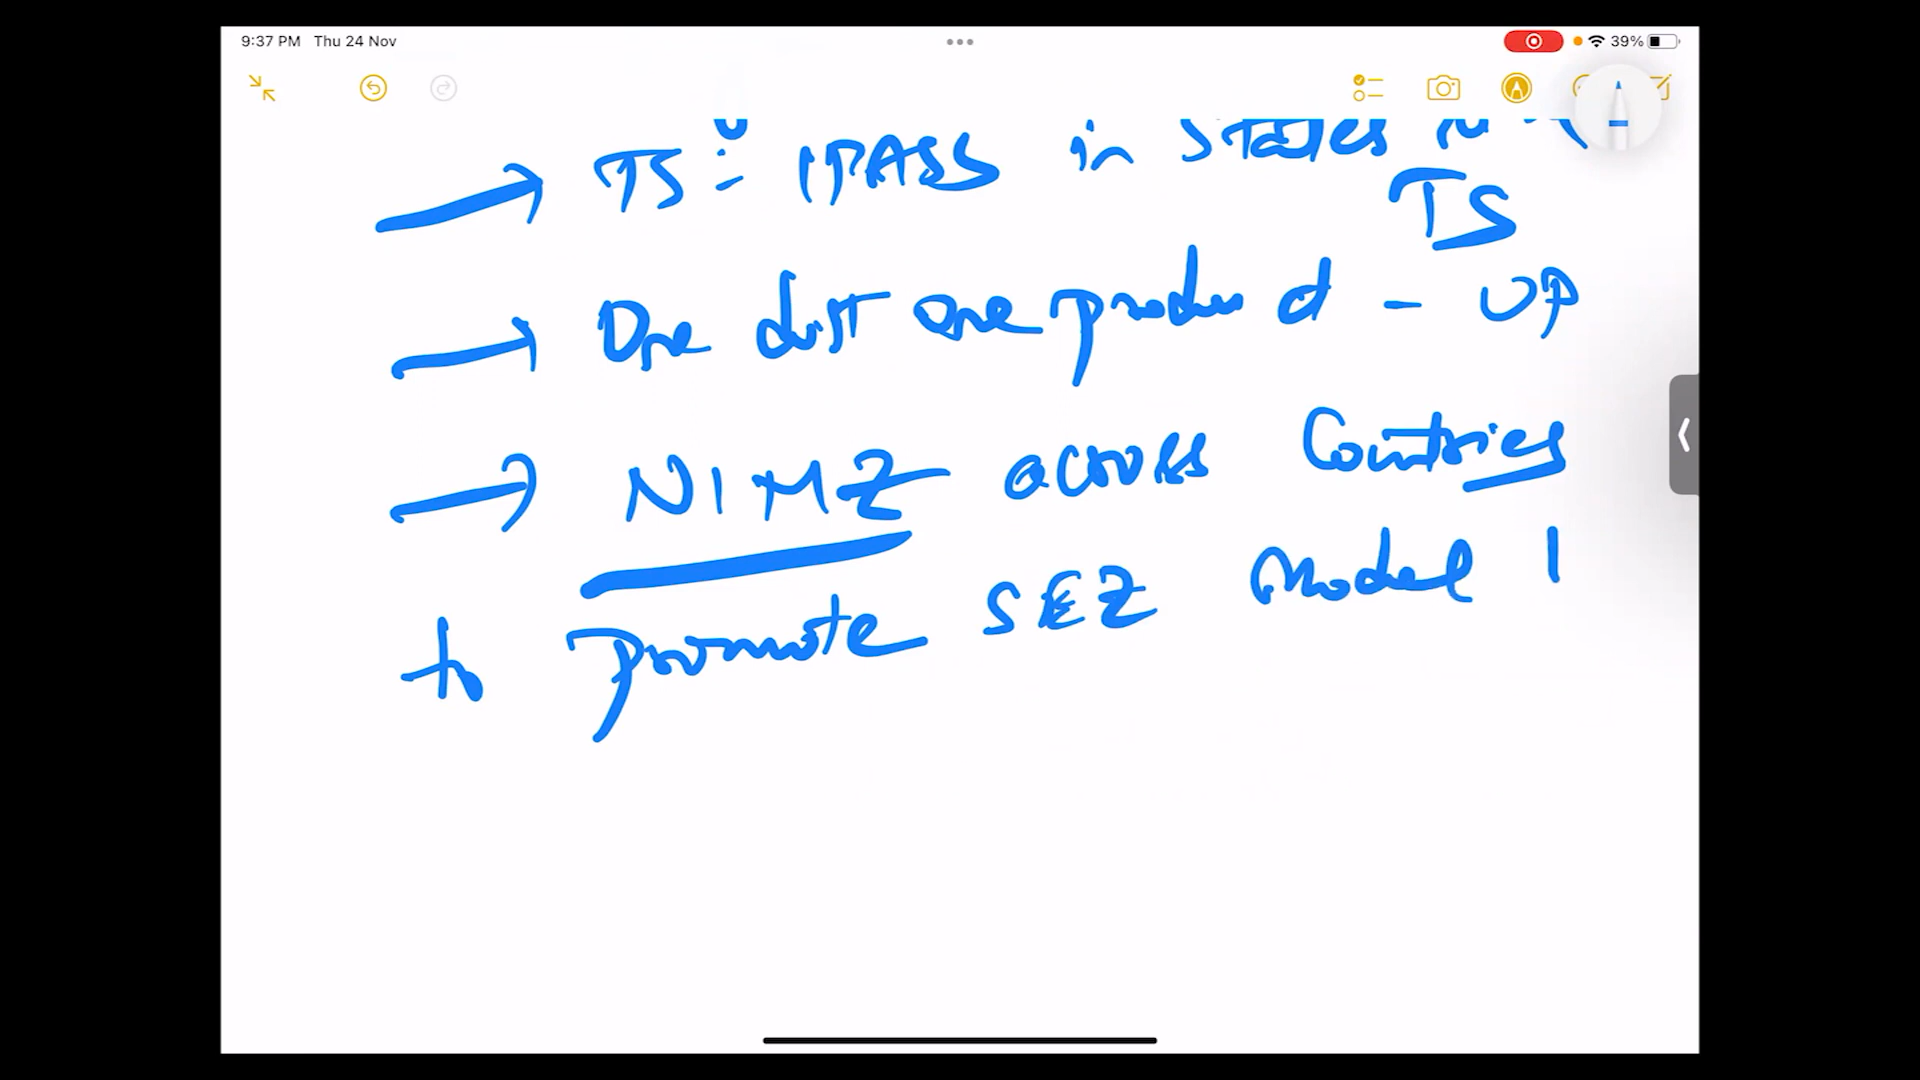 9:37 PM Thu 24 Nov
39%
→ TS : IPASS in States
TS
→ One dist one product - UP
→ NIMZ across Countries
to promote SEZ Model |